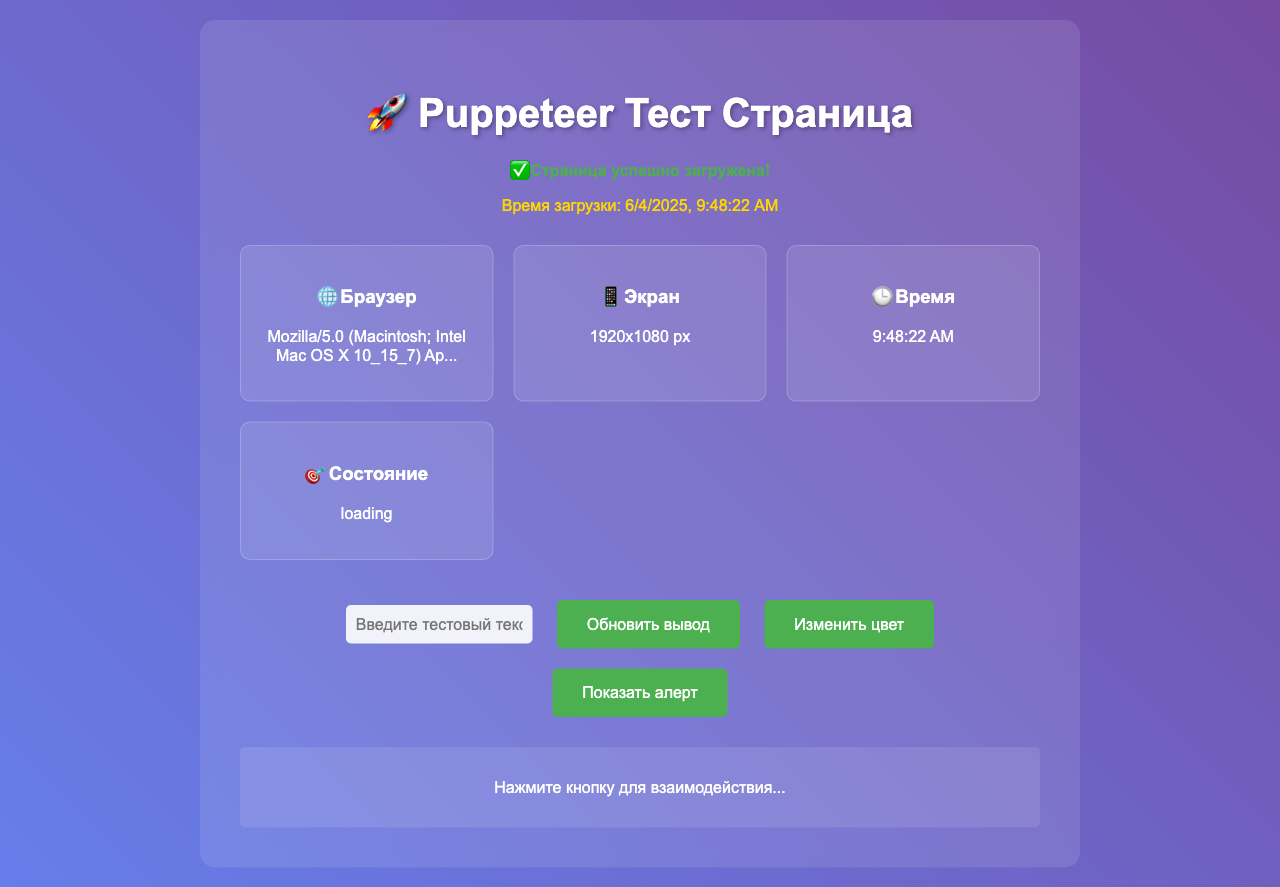 🚀 Puppeteer Тест Страница
✅Страница успешно загружена!
Время загрузки: 6/4/2025, 9:48:22 AM
🌐Браузер
Mozilla/5.0 (Macintosh; Intel
Mac OS X 10_15_7) Ap...
📱Экран
1920x1080 px
🕒Время
9:48:22 AM
🎯Состояние
loading
Введите тестовый тек
Обновить вывод
Изменить цвет
Показать алерт
Нажмите кнопку для взаимодействия...